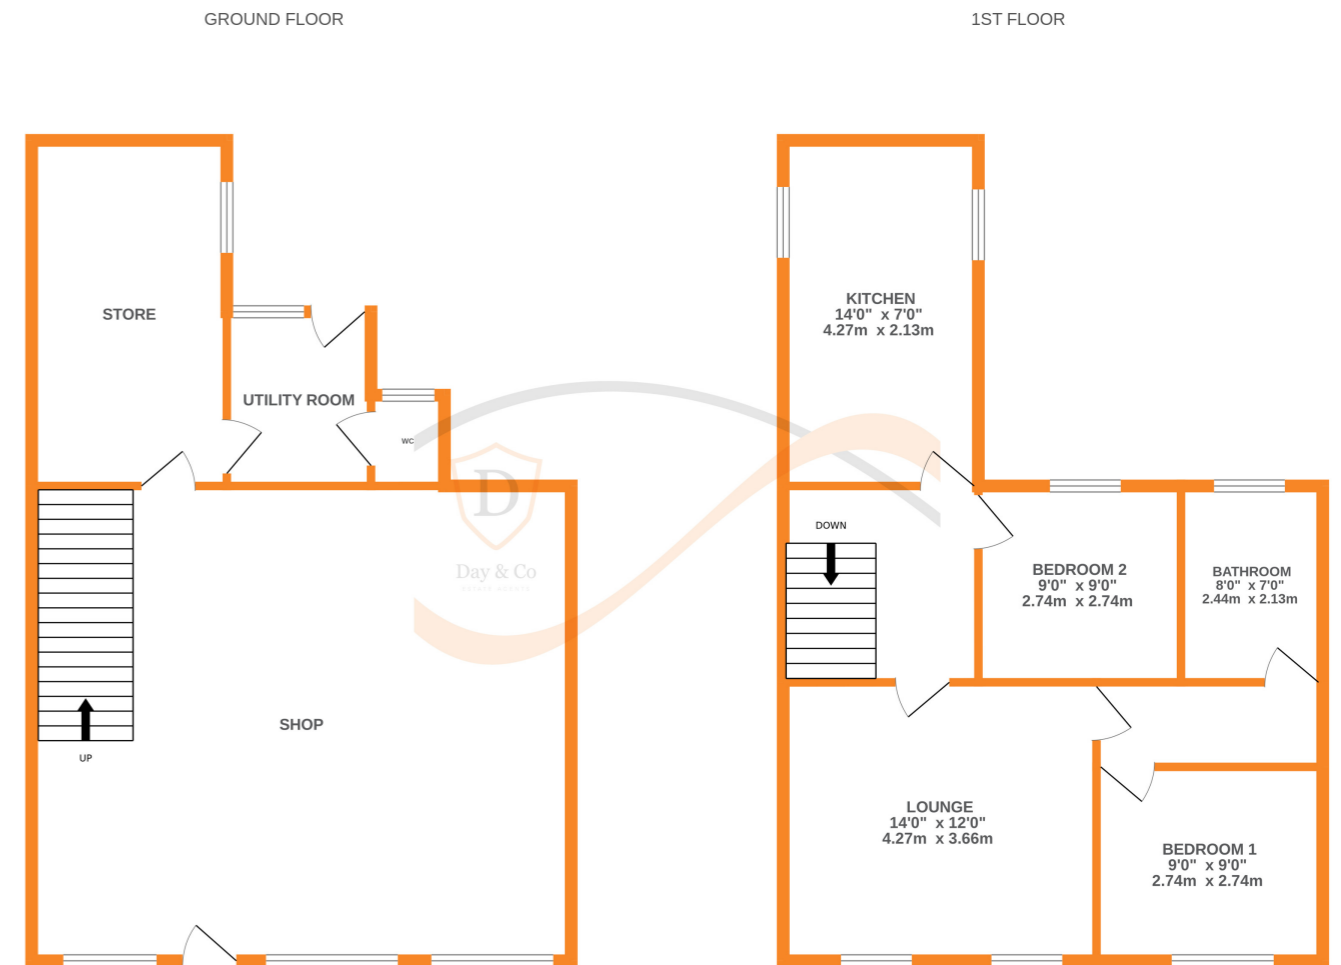 GROUND FLOOR
1ST FLOOR
STORE
UTILITY ROOM
WC
UP
SHOP
D
Day & Co
ESTATE AGENTS
KITCHEN
14'0" x 7'0"
4.27m x 2.13m
DOWN
BEDROOM 2
9'0" x 9'0"
2.74m x 2.74m
BATHROOM
8'0" x 7'0"
2.44m x 2.13m
LOUNGE
14'0" x 12'0"
4.27m x 3.66m
BEDROOM 1
9'0" x 9'0"
2.74m x 2.74m